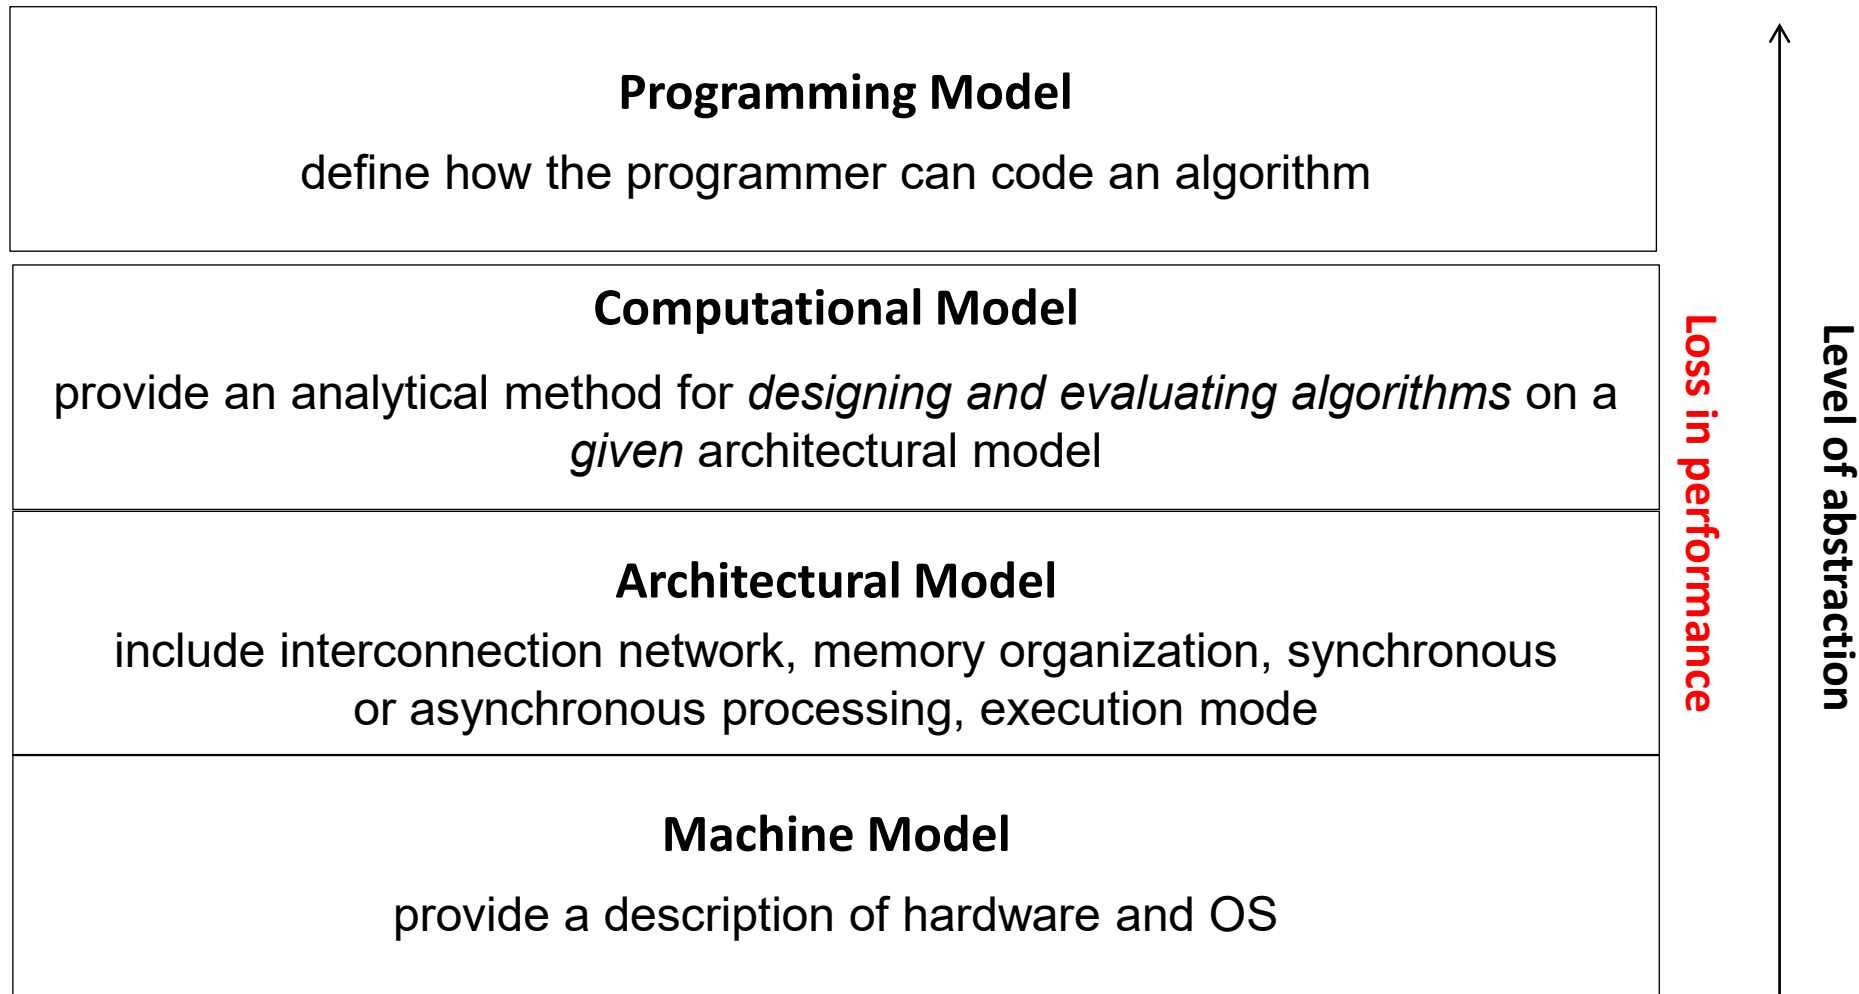 Programming Model
define how the programmer can code an algorithm
Computational Model
provide an analytical method for designing and evaluating algorithms on a
given architectural model
Architectural Model
include interconnection network, memory organization, synchronous
or asynchronous processing, execution mode
Machine Model
provide a description of hardware and OS
Loss in performance
Level of abstraction